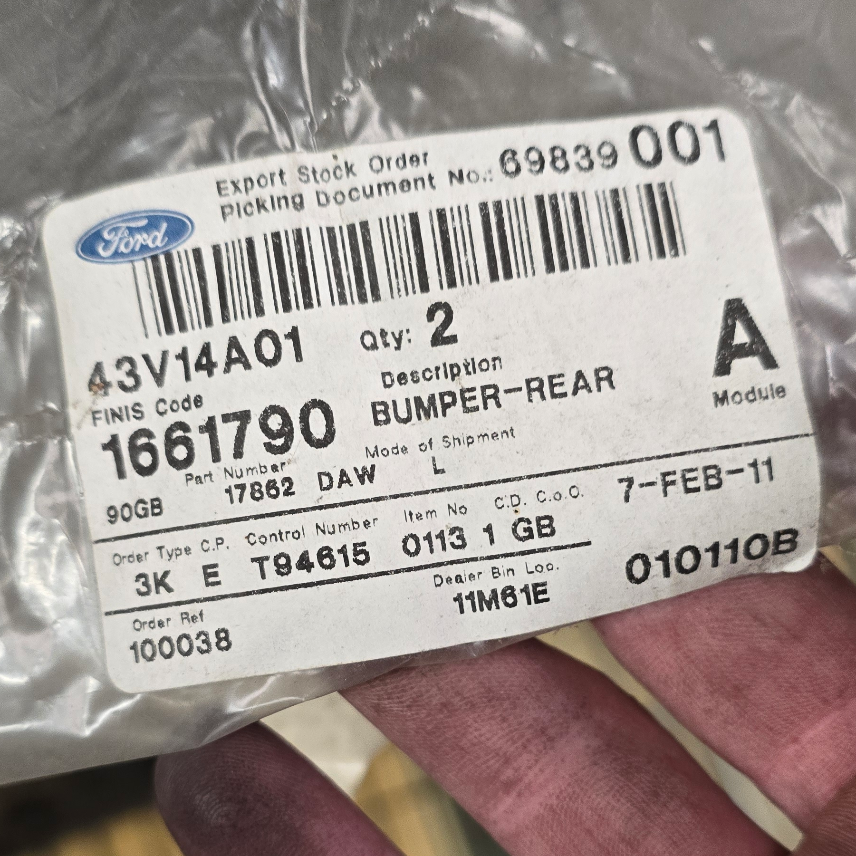 Export Stock Order
Picking Document No.: 69839 001
Ford
43V14A01 Qty: 2
A
Module
FINIS Code Description
1661790 BUMPER-REAR
Part Number Mode of Shipment
90GB 17862 DAW L
7-FEB-11
Order Type C.P. Control Number Item No C.D. C.o.O.
3K E T94615 0113 1 GB
010110B
Order Ref Dealer Bin Loc.
100038 11M61E